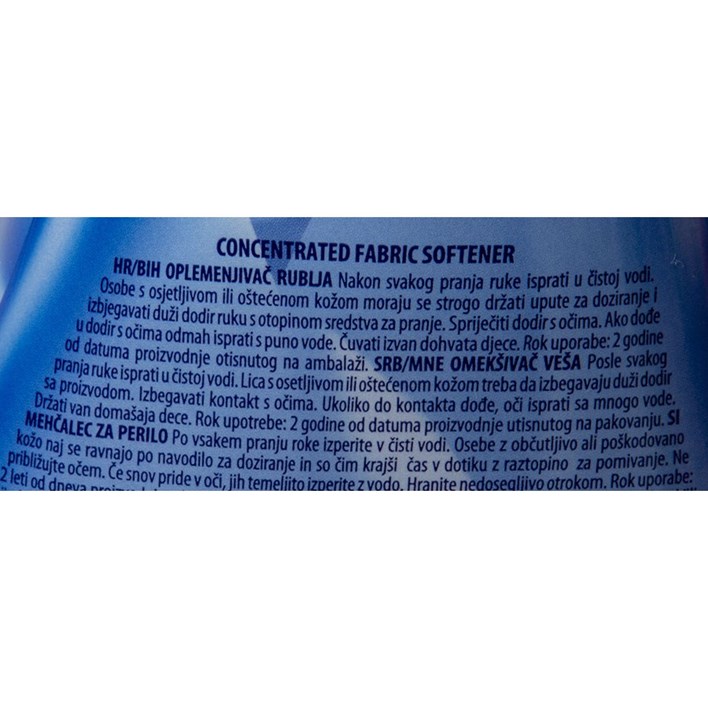 CONCENTRATED FABRIC SOFTENER
HR/BIH OPLEMENJIVAČ RUBLJA Nakon svakog pranja ruke isprati u čistoj vodi.
Osobe s osjetljivom ili oštećenom kožom moraju se strogo držati upute za doziranje i
izbjegavati duži dodir ruku s otopinom sredstva za pranje. Spriječiti dodir s očima. Ako dođe
u dodir s očima odmah isprati s puno vode. Čuvati izvan dohvata djece. Rok uporabe: 2 godine
od datuma proizvodnje otisnutog na ambalaži. SRB/MNE OMEKŠIVAČ VEŠA Posle svakog
pranja ruke isprati u čistoj vodi. Lica s osetljivom ili oštećenom kožom treba da izbegavaju duži dodir
sa proizvodom. Izbegavati kontakt s očima. Ukoliko do kontakta dođe, oči isprati sa mnogo vode.
Držati van domašaja dece. Rok upotrebe: 2 godine od datuma proizvodnje utisnutog na pakovanju. SI
MEHČALEC ZA PERILO Po vsakem pranju roke izperite v čisti vodi. Osebe z občutljivo ali poškodovano
kožo naj se ravnajo po navodilo za doziranje in so čim krajši čas v dotiku z raztopino za pomivanje. Ne
približujte očem. Če snov pride v oči, jih temeljito izperite z vodo. Hranite nedosegljivo otrokom. Rok uporabe:
2 leti od dneva